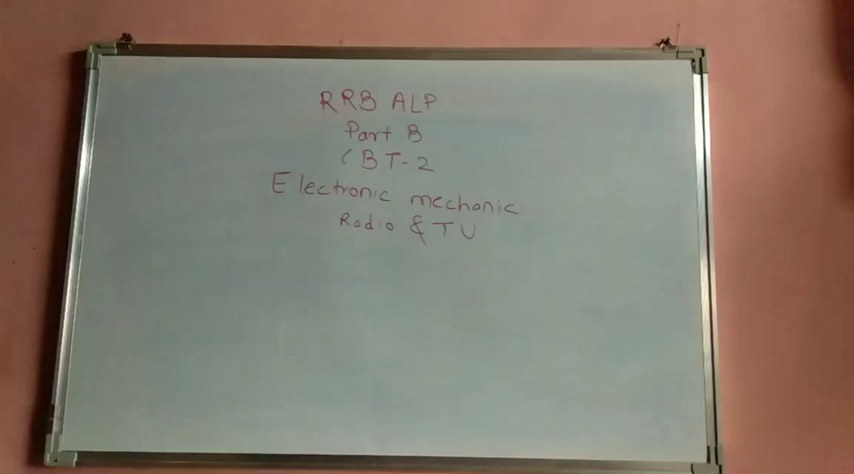 RRB ALP
Part B
CBT-2
Electronic mechanic
Radio & TV